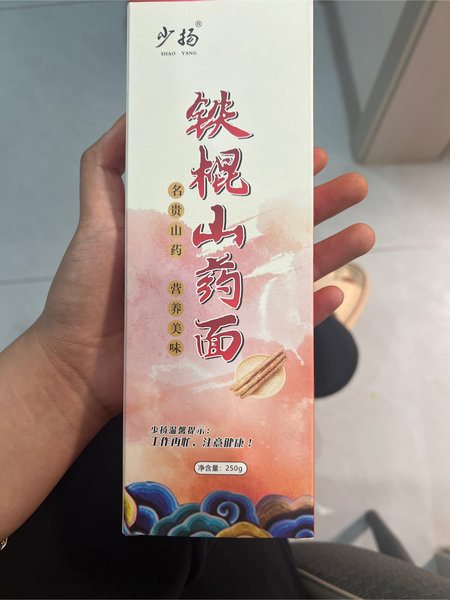 少扬®
SHAO YANG
铁棍山药面
名贵山药 营养美味
少扬温馨提示:
工作再忙,注意健康!
净含量: 250g